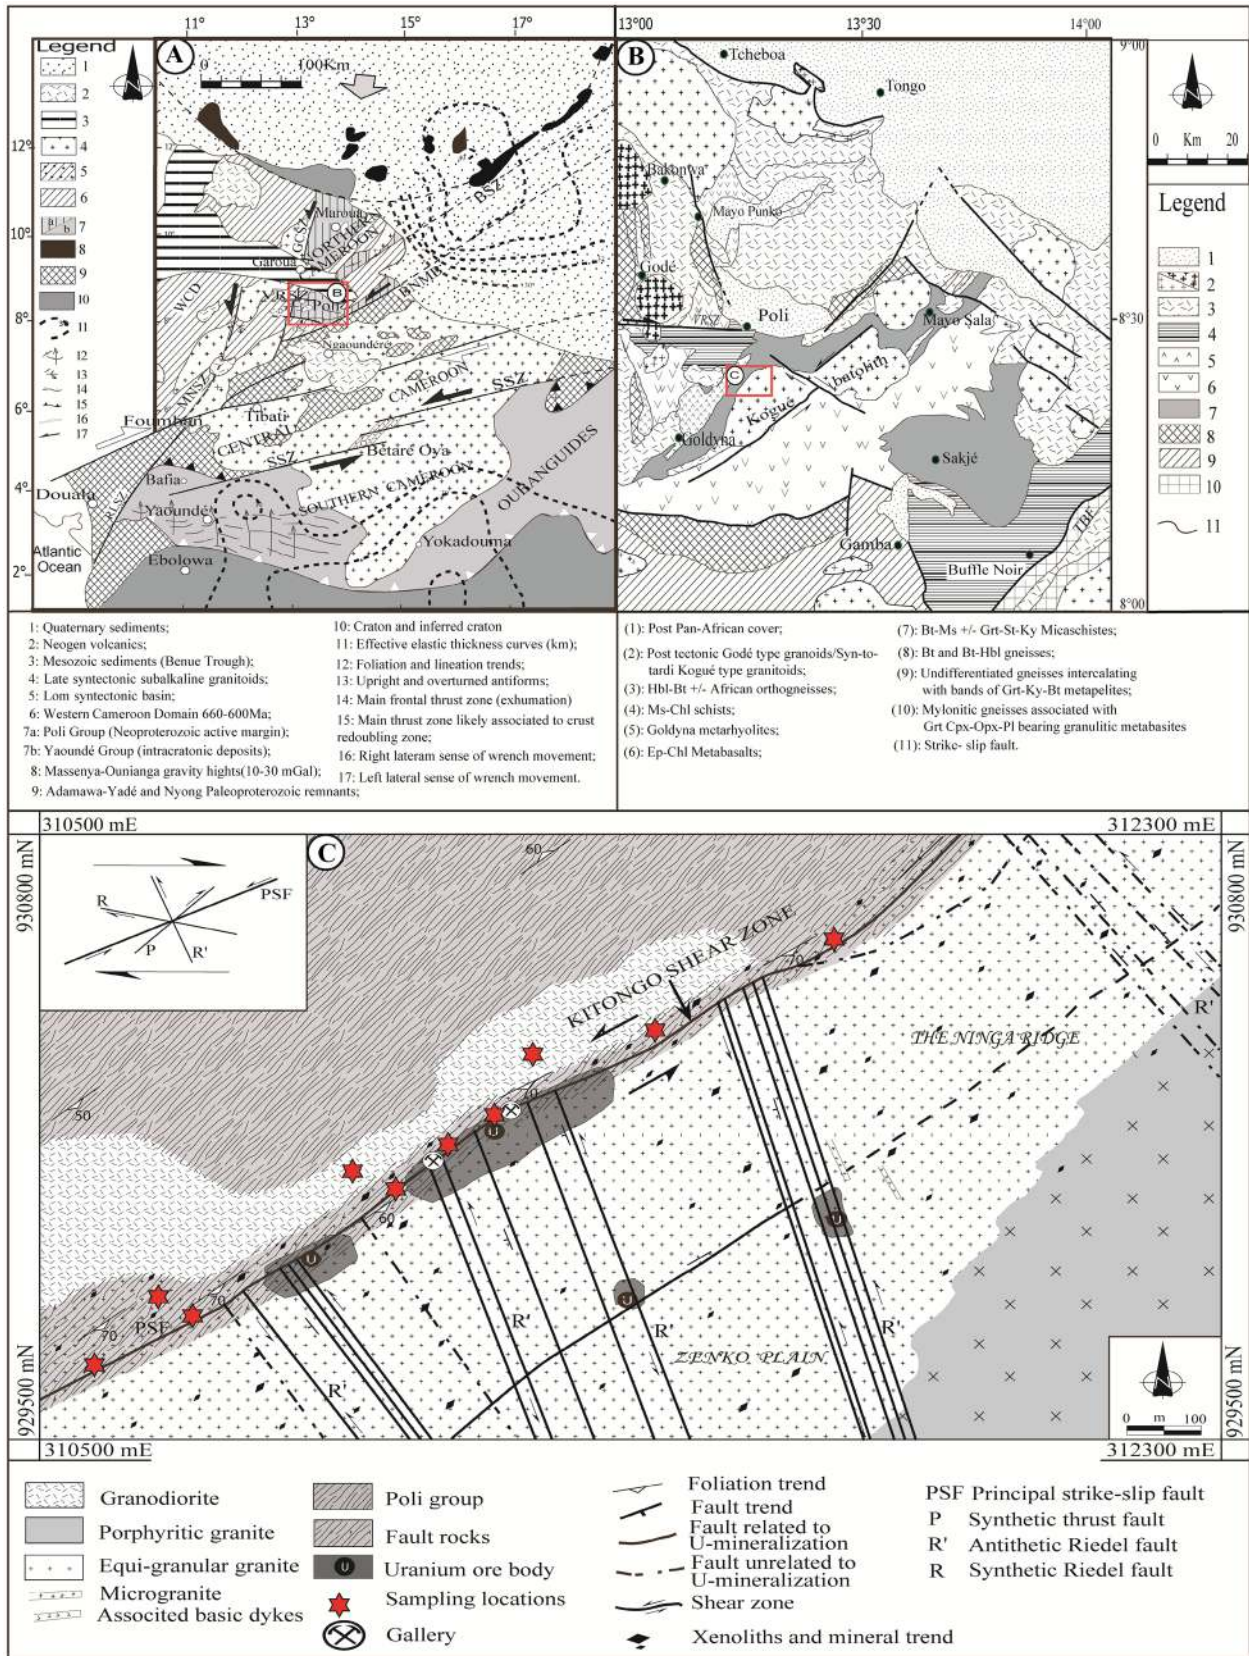 11° 13° 15° 17°
13°00 13°30 14°00
Legend
1
2
3
4
5
6
7
a b
8
9
10
11
12
13
14
15
16
17
N
A
0 100Km
12°
10°
8°
6°
4°
2°
BSZ
Maroua
GGSZ
NORTHERN
CAMEROON
Garoua
VRSZ
B
Poli
BNMB
WCD
Ngaoundéré
MNSZ
CAMEROON
SSZ
Foumban
Tibati
CENTRAL
SSZ
Bétaré Oya
Bafia
Douala
SOUTHERN CAMEROON
OUBANGUIDES
Yaoundé
Yokadouma
Atlantic
Ocean
Ebolowa
B
Tcheboa
Tongo
Bakonwa
Mayo Punko
Godé
VRSZ
Poli
Mayo Sala
C
Kogué batohth
Goldyna
Sakjé
Gamba
TBF
Buffle Noir
9°00
8°30
8°00
N
0 Km 20
Legend
1
2
3
4
5
6
7
8
9
10
11
1: Quaternary sediments;
2: Neogen volcanics;
3: Mesozoic sediments (Benue Trough);
4: Late syntectonic subalkaline granitoids;
5: Lom syntectonic basin;
6: Western Cameroon Domain 660-600Ma;
7a: Poli Group (Neoproterozoic active margin);
7b: Yaoundé Group (intracratonic deposits);
8: Massenya-Ounianga gravity hights(10-30 mGal);
9: Adamawa-Yadé and Nyong Paleoproterozoic remnants;
10: Craton and inferred craton
11: Effective elastic thickness curves (km);
12: Foliation and lineation trends;
13: Upright and overturned antiforms;
14: Main frontal thrust zone (exhumation)
15: Main thrust zone likely associated to crust
redoubling zone;
16: Right lateram sense of wrench movement;
17: Left lateral sense of wrench movement.
(1): Post Pan-African cover;
(2): Post tectonic Godé type granoids/Syn-to-
tardi Kogué type granitoids;
(3): Hbl-Bt +/- African orthogneisses;
(4): Ms-Chl schists;
(5): Goldyna metarhyolites;
(6): Ep-Chl Metabasalts;
(7): Bt-Ms +/- Grt-St-Ky Micaschistes;
(8): Bt and Bt-Hbl gneisses;
(9): Undifferentiated gneisses intercalating
with bands of Grt-Ky-Bt metapelites;
(10): Mylonitic gneisses associated with
Grt Cpx-Opx-Pl bearing granulitic metabasites
(11): Strike- slip fault.
310500 mE 312300 mE
930800 mN 930800 mN
C
R
PSF
P
R'
60
KITONGO SHEAR ZONE
70
R'
THE NINGA RIDGE
50
70
U
60
U
U
U
70
PSF
70
R'
R'
R'
R'
ZENKO PLAIN
N
0 m 100
929500 mN 929500 mN
310500 mE 312300 mE
Granodiorite
Porphyritic granite
Equi-granular granite
Microgranite
Associted basic dykes
Poli group
Fault rocks
U Uranium ore body
Sampling locations
Gallery
Foliation trend
Fault trend
Fault related to
U-mineralization
Fault unrelated to
U-mineralization
Shear zone
Xenoliths and mineral trend
PSF Principal strike-slip fault
P Synthetic thrust fault
R' Antithetic Riedel fault
R Synthetic Riedel fault